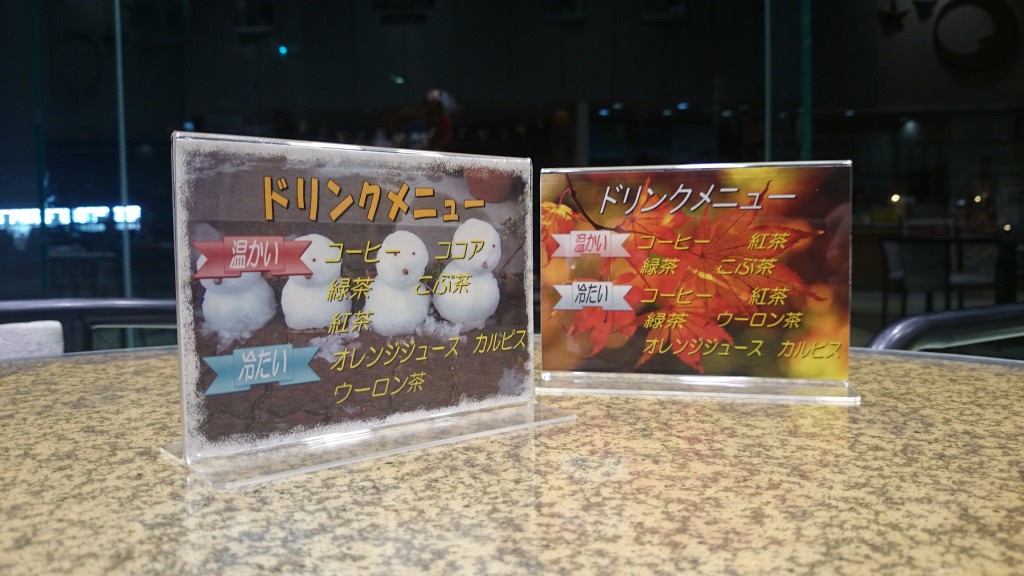 ドリンクメニュー
温かい コーヒー ココア
緑茶 こぶ茶
紅茶
冷たい オレンジジュース カルピス
ウーロン茶
ドリンクメニュー
温かい コーヒー 紅茶
緑茶 こぶ茶
冷たい コーヒー 紅茶
緑茶 ウーロン茶
オレンジジュース カルピス